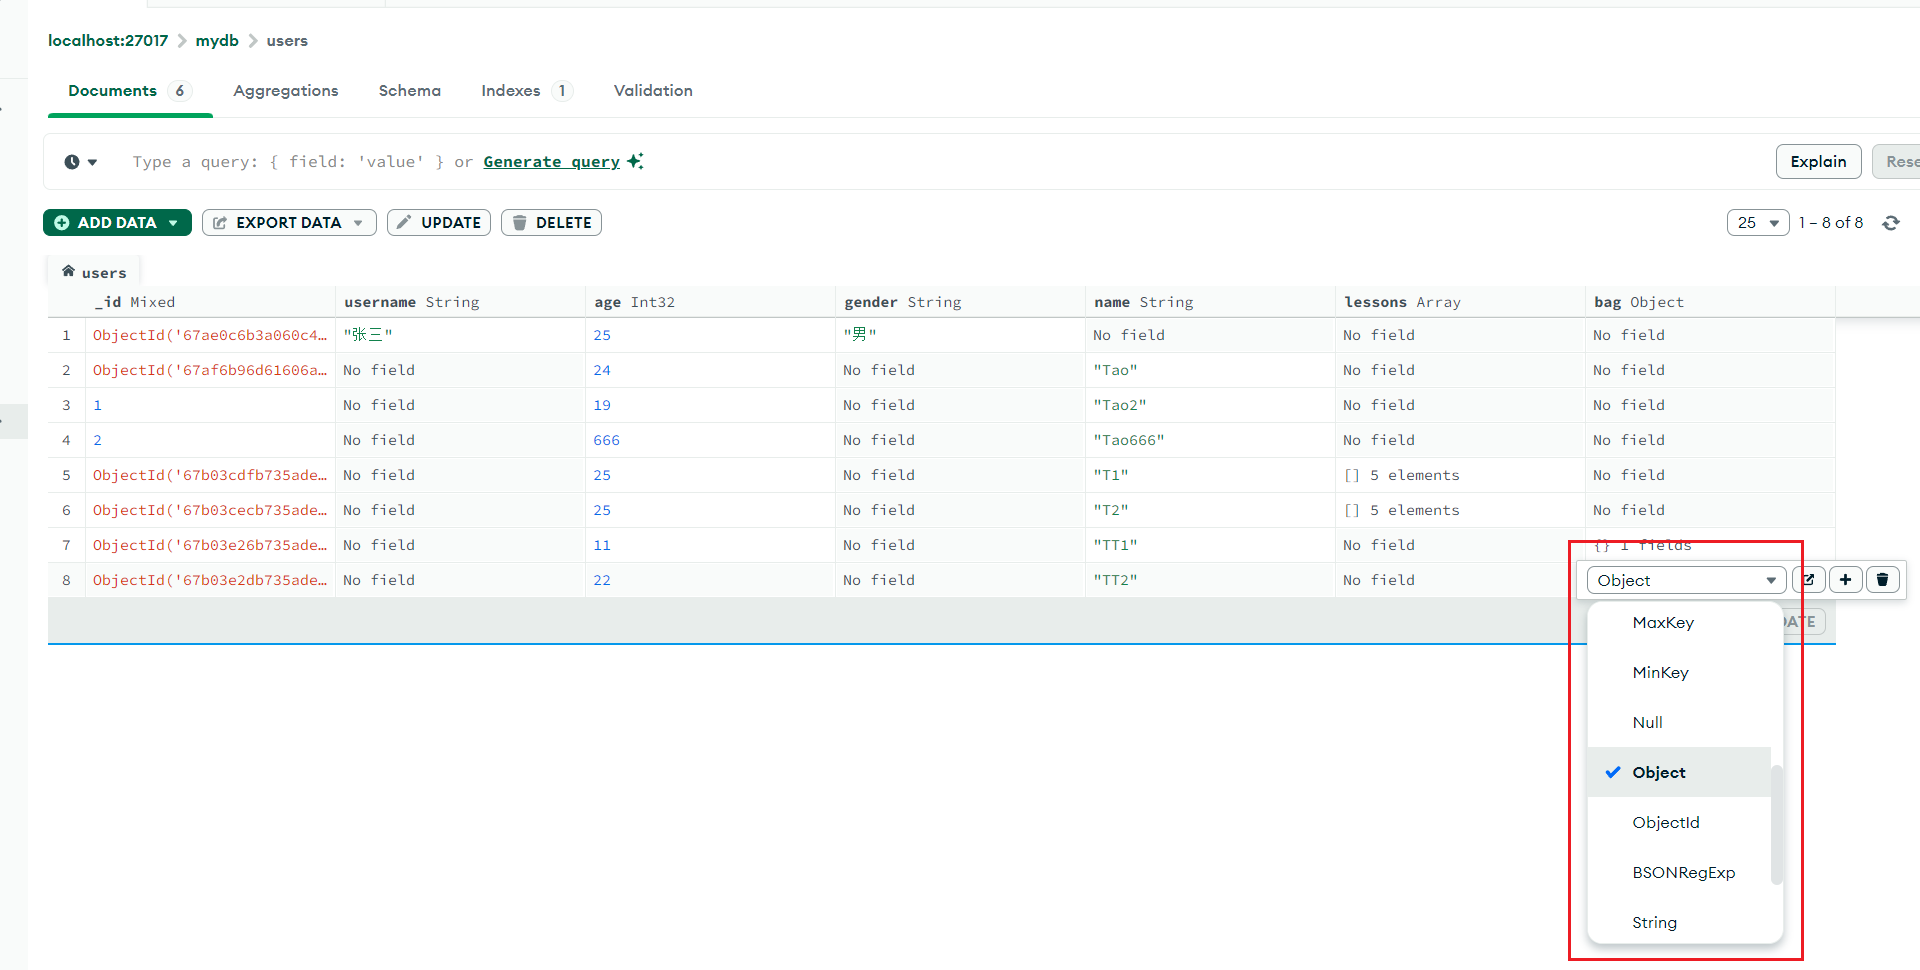 localhost:27017 > mydb > users
Documents 6 Aggregations Schema Indexes 1 Validation
Type a query: { field: 'value' } or Generate query
Explain
Rese
ADD DATA EXPORT DATA UPDATE DELETE
25 1 – 8 of 8
users
_id Mixed username String age Int32 gender String name String lessons Array bag Object
1 ObjectId('67ae0c6b3a060c4… "张三" 25 "男" No field No field No field
2 ObjectId('67af6b96d61606a… No field 24 No field "Tao" No field No field
3 1 No field 19 No field "Tao2" No field No field
4 2 No field 666 No field "Tao666" No field No field
5 ObjectId('67b03cdfb735ade… No field 25 No field "T1" [] 5 elements No field
6 ObjectId('67b03cecb735ade… No field 25 No field "T2" [] 5 elements No field
7 ObjectId('67b03e26b735ade… No field 11 No field "TT1" No field {} 1 fields
8 ObjectId('67b03e2db735ade… No field 22 No field "TT2" No field Object
DATE
MaxKey
MinKey
Null
Object
ObjectId
BSONRegExp
String